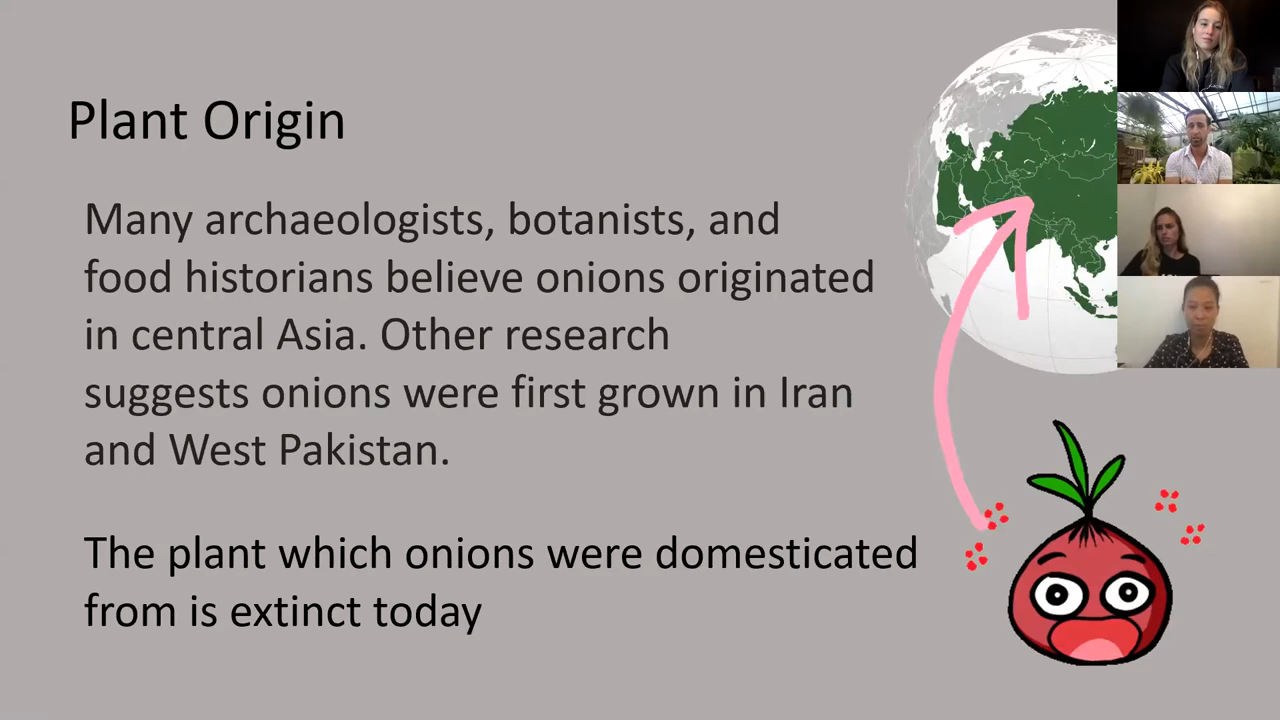 Plant Origin
Many archaeologists, botanists, and
food historians believe onions originated
in central Asia. Other research
suggests onions were first grown in Iran
and West Pakistan.
The plant which onions were domesticated
from is extinct today